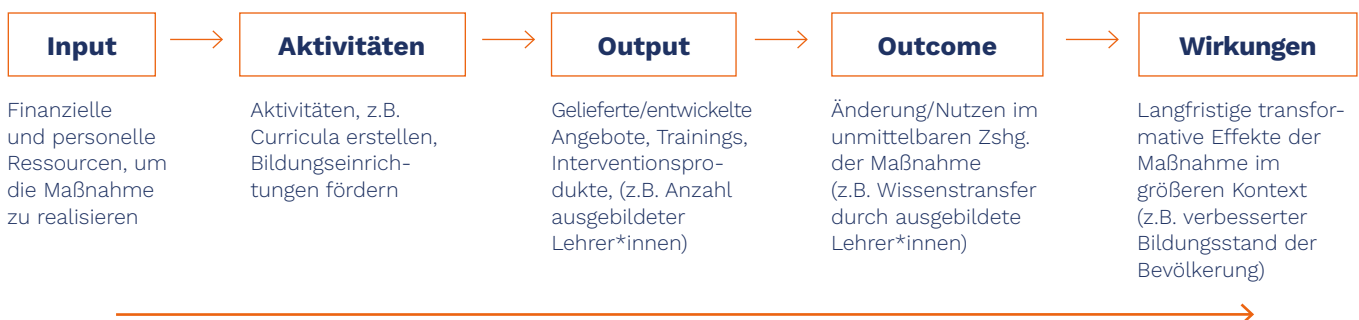 Input
Aktivitäten
Output
Outcome
Wirkungen
Finanzielle
und personelle
Ressourcen, um
die Maßnahme
zu realisieren
Aktivitäten, z.B.
Curricula erstellen,
Bildungseinrich-
tungen fördern
Gelieferte/entwickelte
Angebote, Trainings,
Interventionspro-
dukte, (z.B. Anzahl
ausgebildeter
Lehrer*innen)
Änderung/Nutzen im
unmittelbaren Zshg.
der Maßnahme
(z.B. Wissenstransfer
durch ausgebildete
Lehrer*innen)
Langfristige transfor-
mative Effekte der
Maßnahme im
größeren Kontext
(z.B. verbesserter
Bildungsstand der
Bevölkerung)